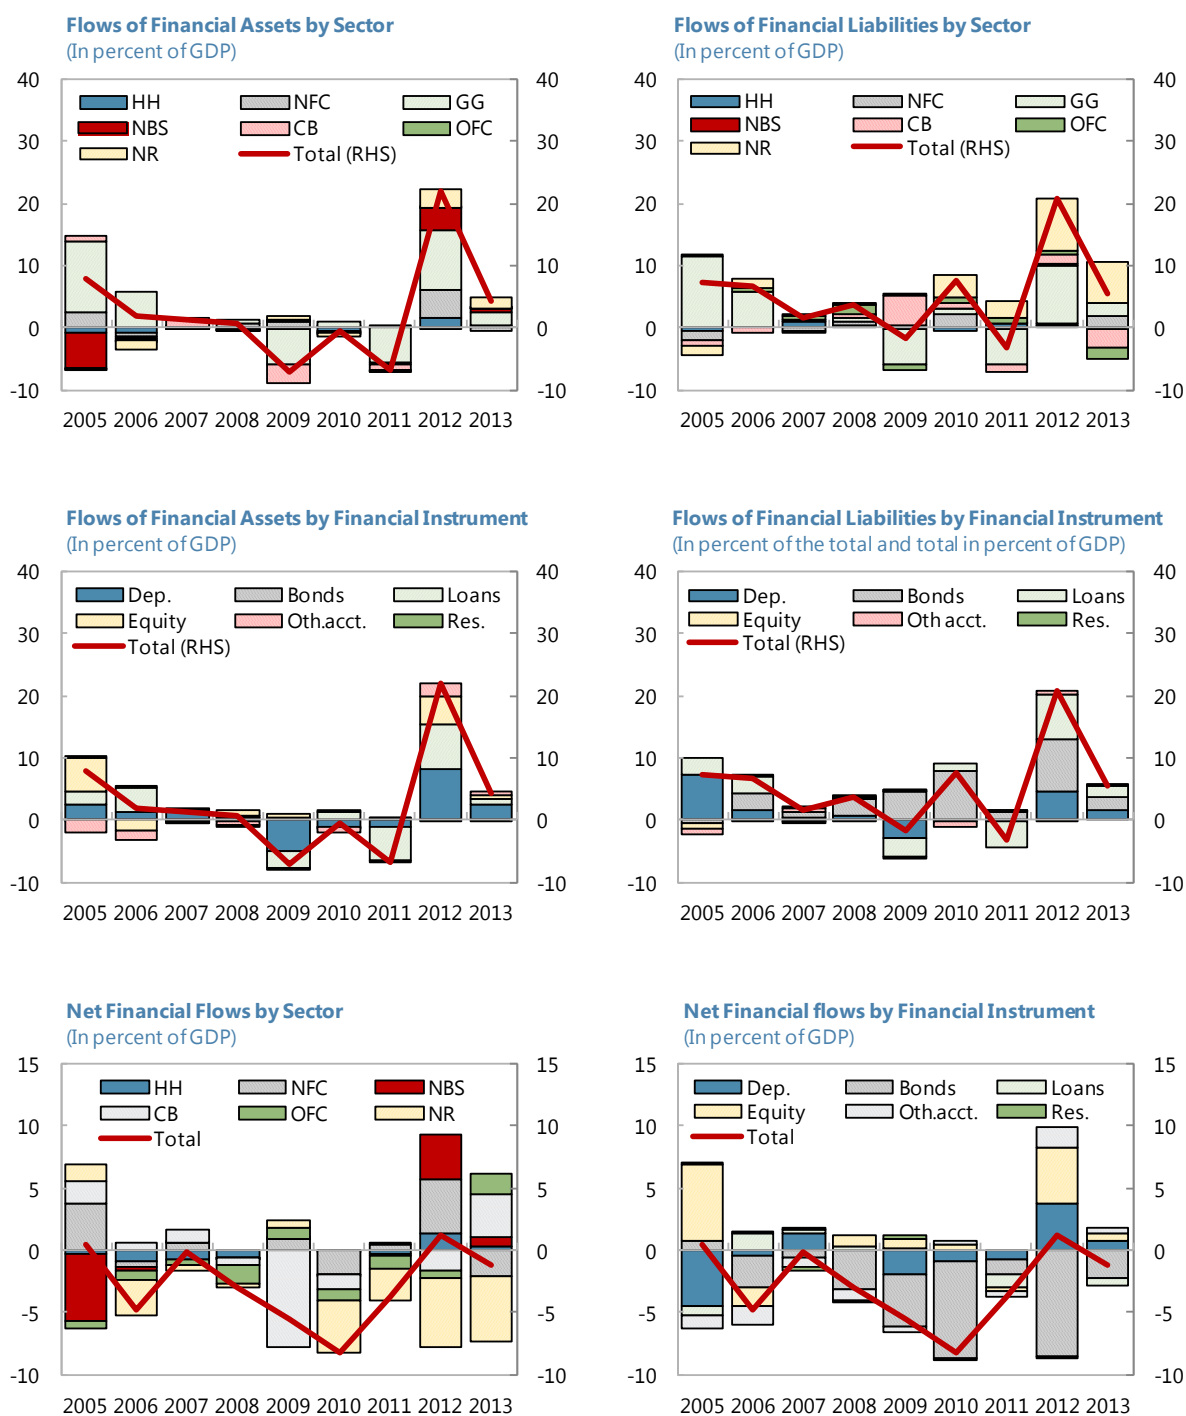 Flows of Financial Assets by Sector
(In percent of GDP)
40 40
HH NFC GG
NBS CB OFC
NR Total (RHS)
30 30
20 20
10 10
0 0
-10 -10
2005 2006 2007 2008 2009 2010 2011 2012 2013
Flows of Financial Liabilities by Sector
(In percent of GDP)
40 40
HH NFC GG
NBS CB OFC
NR Total (RHS)
30 30
20 20
10 10
0 0
-10 -10
2005 2006 2007 2008 2009 2010 2011 2012 2013
Flows of Financial Assets by Financial Instrument
(In percent of GDP)
40 40
Dep. Bonds Loans
Equity Oth.acct. Res.
Total (RHS)
30 30
20 20
10 10
0 0
-10 -10
2005 2006 2007 2008 2009 2010 2011 2012 2013
Flows of Financial Liabilities by Financial Instrument
(In percent of the total and total in percent of GDP)
40 40
Dep. Bonds Loans
Equity Oth acct. Res.
Total (RHS)
30 30
20 20
10 10
0 0
-10 -10
2005 2006 2007 2008 2009 2010 2011 2012 2013
Net Financial Flows by Sector
(In percent of GDP)
15 15
HH NFC NBS
CB OFC NR
Total
10 10
5 5
0 0
-5 -5
-10 -10
2005 2006 2007 2008 2009 2010 2011 2012 2013
Net Financial flows by Financial Instrument
(In percent of GDP)
15 15
Dep. Bonds Loans
Equity Oth.acct. Res.
Total
10 10
5 5
0 0
-5 -5
-10 -10
2005 2006 2007 2008 2009 2010 2011 2012 2013